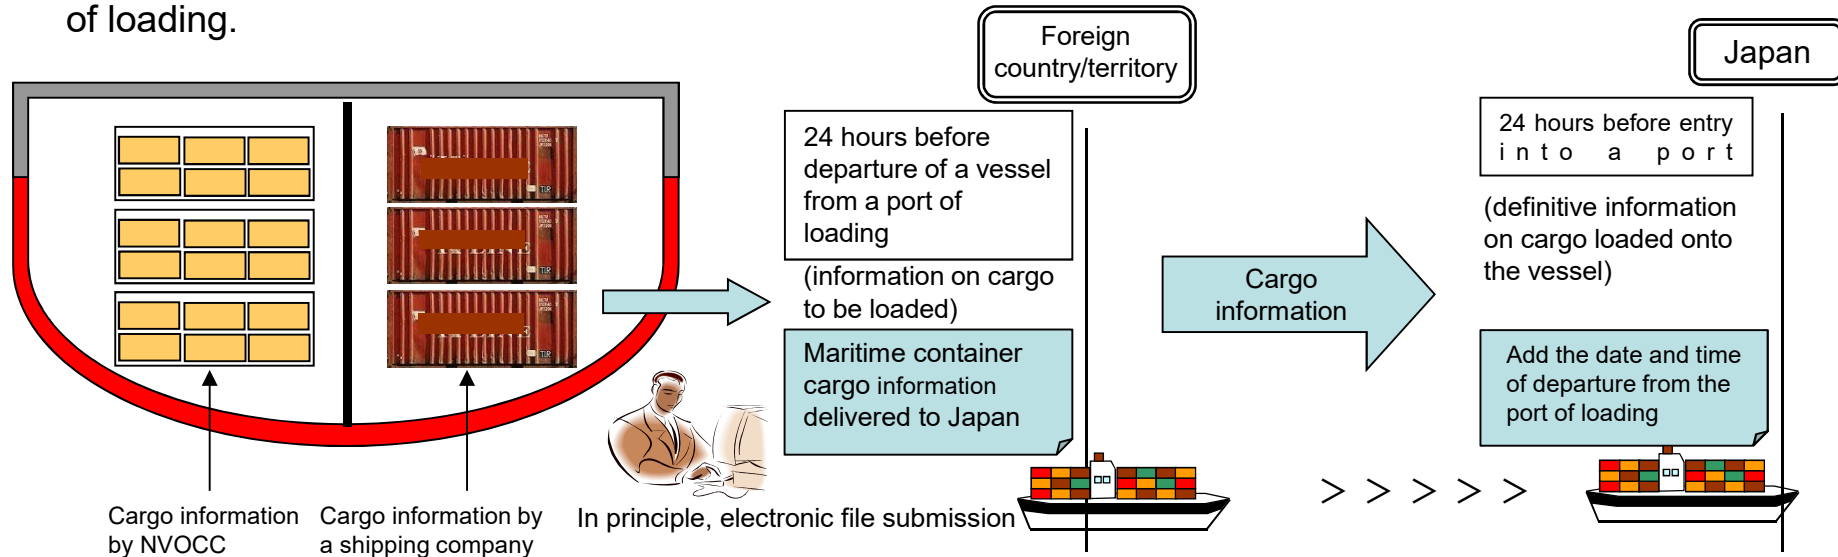 of loading.
Foreign
country/territory
Japan
24 hours before
departure of a vessel
from a port of
loading
(information on cargo
to be loaded)
Maritime container
cargo information
delivered to Japan
Cargo
information
24 hours before entry
into a port
(definitive information
on cargo loaded onto
the vessel)
Add the date and time
of departure from the
port of loading
Cargo information
by NVOCC
Cargo information by
a shipping company
In principle, electronic file submission
> > > > >